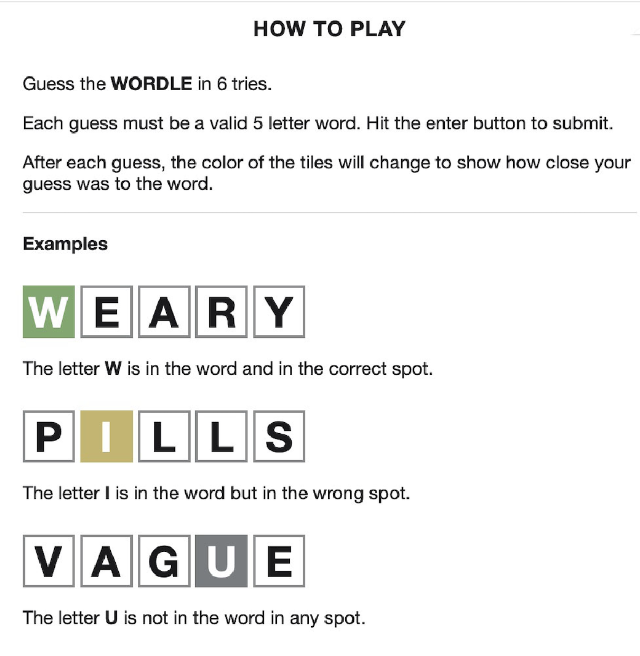 HOW TO PLAY
Guess the WORDLE in 6 tries.
Each guess must be a valid 5 letter word. Hit the enter button to submit.
After each guess, the color of the tiles will change to show how close your
guess was to the word.
Examples
W E A R Y
The letter W is in the word and in the correct spot.
P I L L S
The letter I is in the word but in the wrong spot.
V A G U E
The letter U is not in the word in any spot.